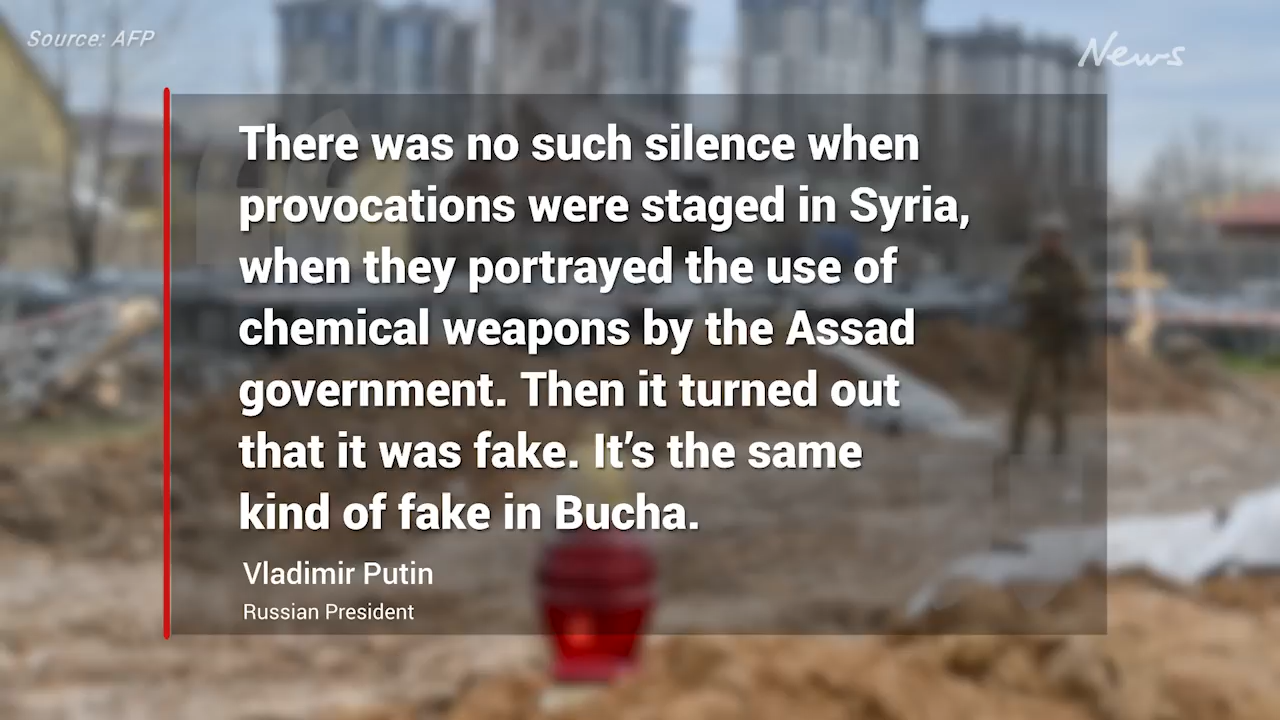 Source: AFP
News
There was no such silence when
provocations were staged in Syria,
when they portrayed the use of
chemical weapons by the Assad
government. Then it turned out
that it was fake. It’s the same
kind of fake in Bucha.
Vladimir Putin
Russian President